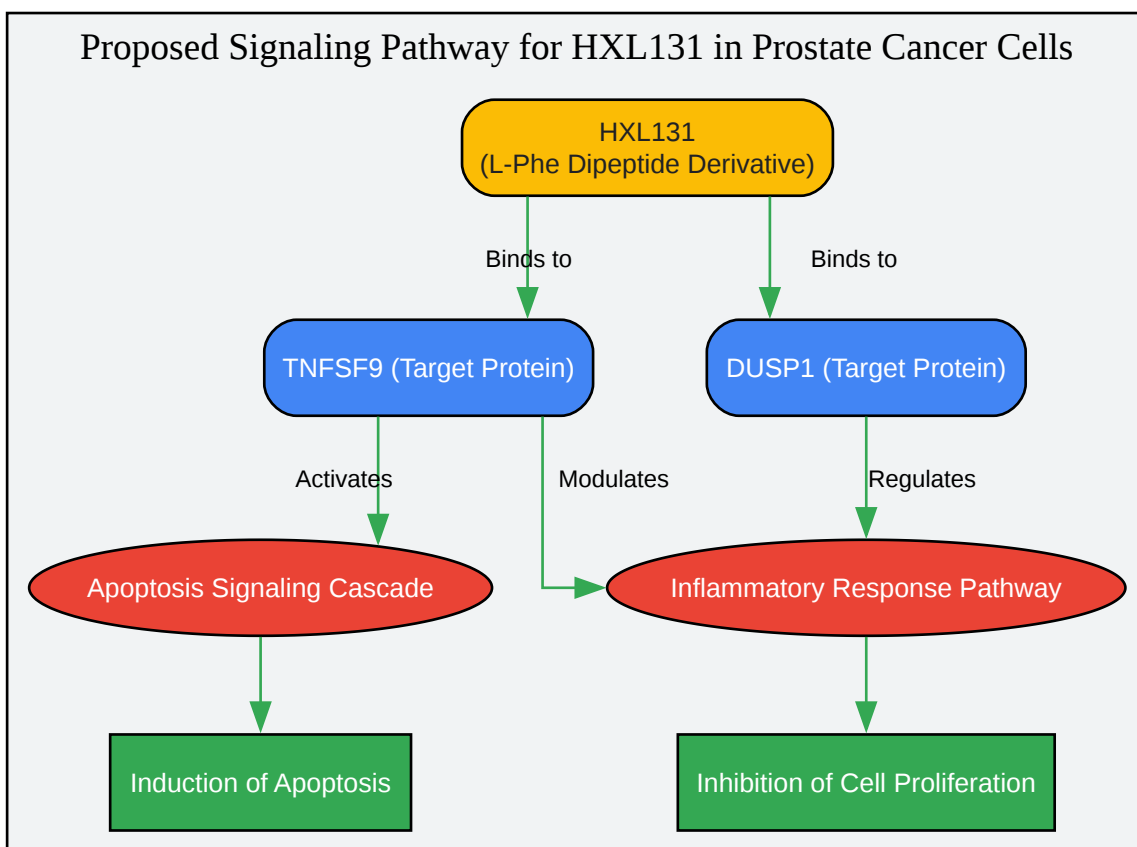 Proposed Signaling Pathway for HXL131 in Prostate Cancer Cells
HXL131
(L-Phe Dipeptide Derivative)
Binds to
Binds to
TNFSF9 (Target Protein)
DUSP1 (Target Protein)
Activates
Modulates
Regulates
Apoptosis Signaling Cascade
Inflammatory Response Pathway
Induction of Apoptosis
Inhibition of Cell Proliferation